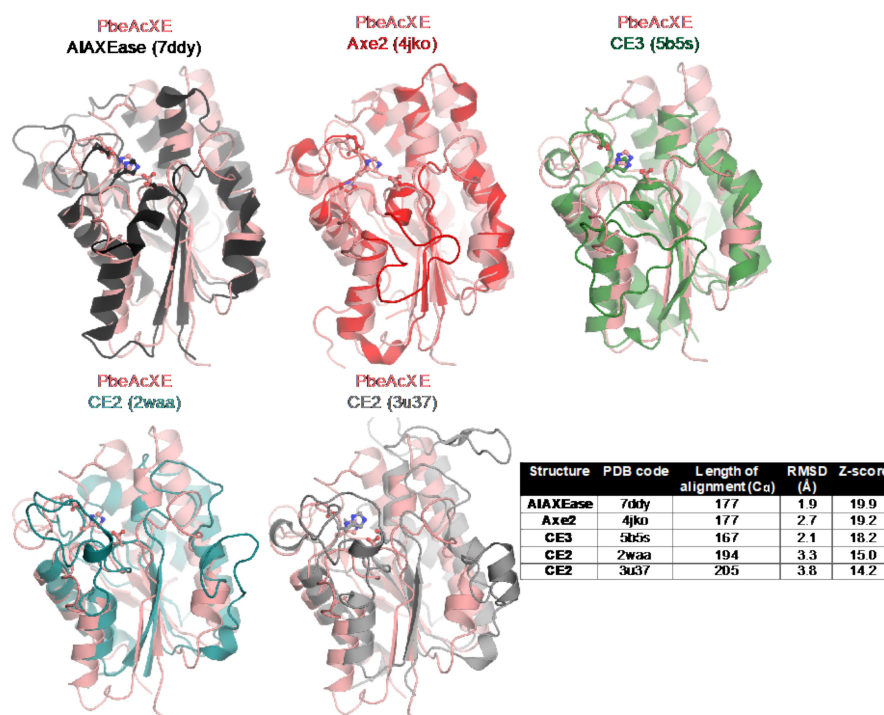 PbeAcXE
AlAXEase (7ddy)
PbeAcXE
Axe2 (4jko)
PbeAcXE
CE3 (5b5s)
PbeAcXE
CE2 (2waa)
PbeAcXE
CE2 (3u37)
Structure PDB code Length of alignment (Cα) RMSD (Å) Z-score
AlAXEase 7ddy 177 1.9 19.9
Axe2 4jko 177 2.7 19.2
CE3 5b5s 167 2.1 18.2
CE2 2waa 194 3.3 15.0
CE2 3u37 205 3.8 14.2